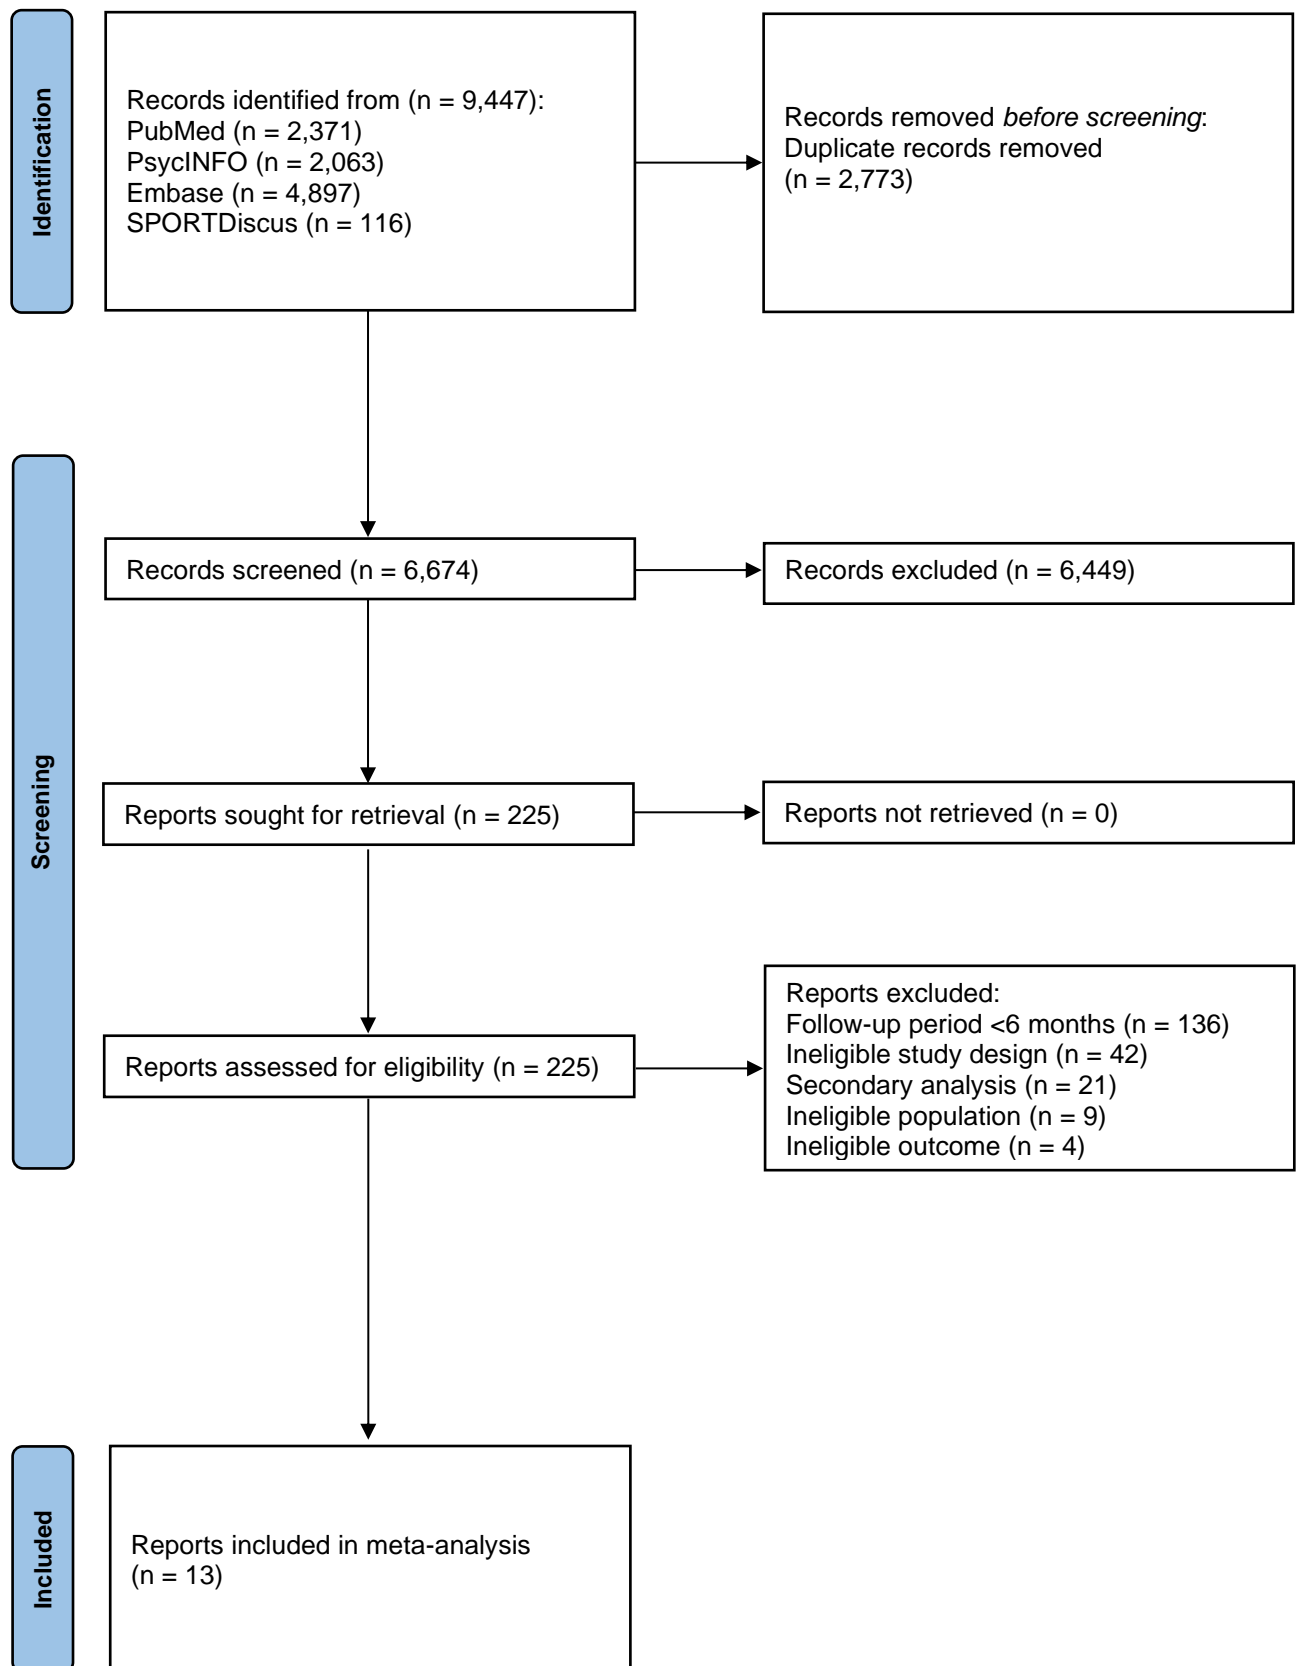 Identification
Records identified from (n = 9,447):
PubMed (n = 2,371)
PsycINFO (n = 2,063)
Embase (n = 4,897)
SPORTDiscus (n = 116)
Records removed before screening:
Duplicate records removed
(n = 2,773)
Screening
Records screened (n = 6,674)
Records excluded (n = 6,449)
Reports sought for retrieval (n = 225)
Reports not retrieved (n = 0)
Reports assessed for eligibility (n = 225)
Reports excluded:
Follow-up period <6 months (n = 136)
Ineligible study design (n = 42)
Secondary analysis (n = 21)
Ineligible population (n = 9)
Ineligible outcome (n = 4)
Included
Reports included in meta-analysis
(n = 13)